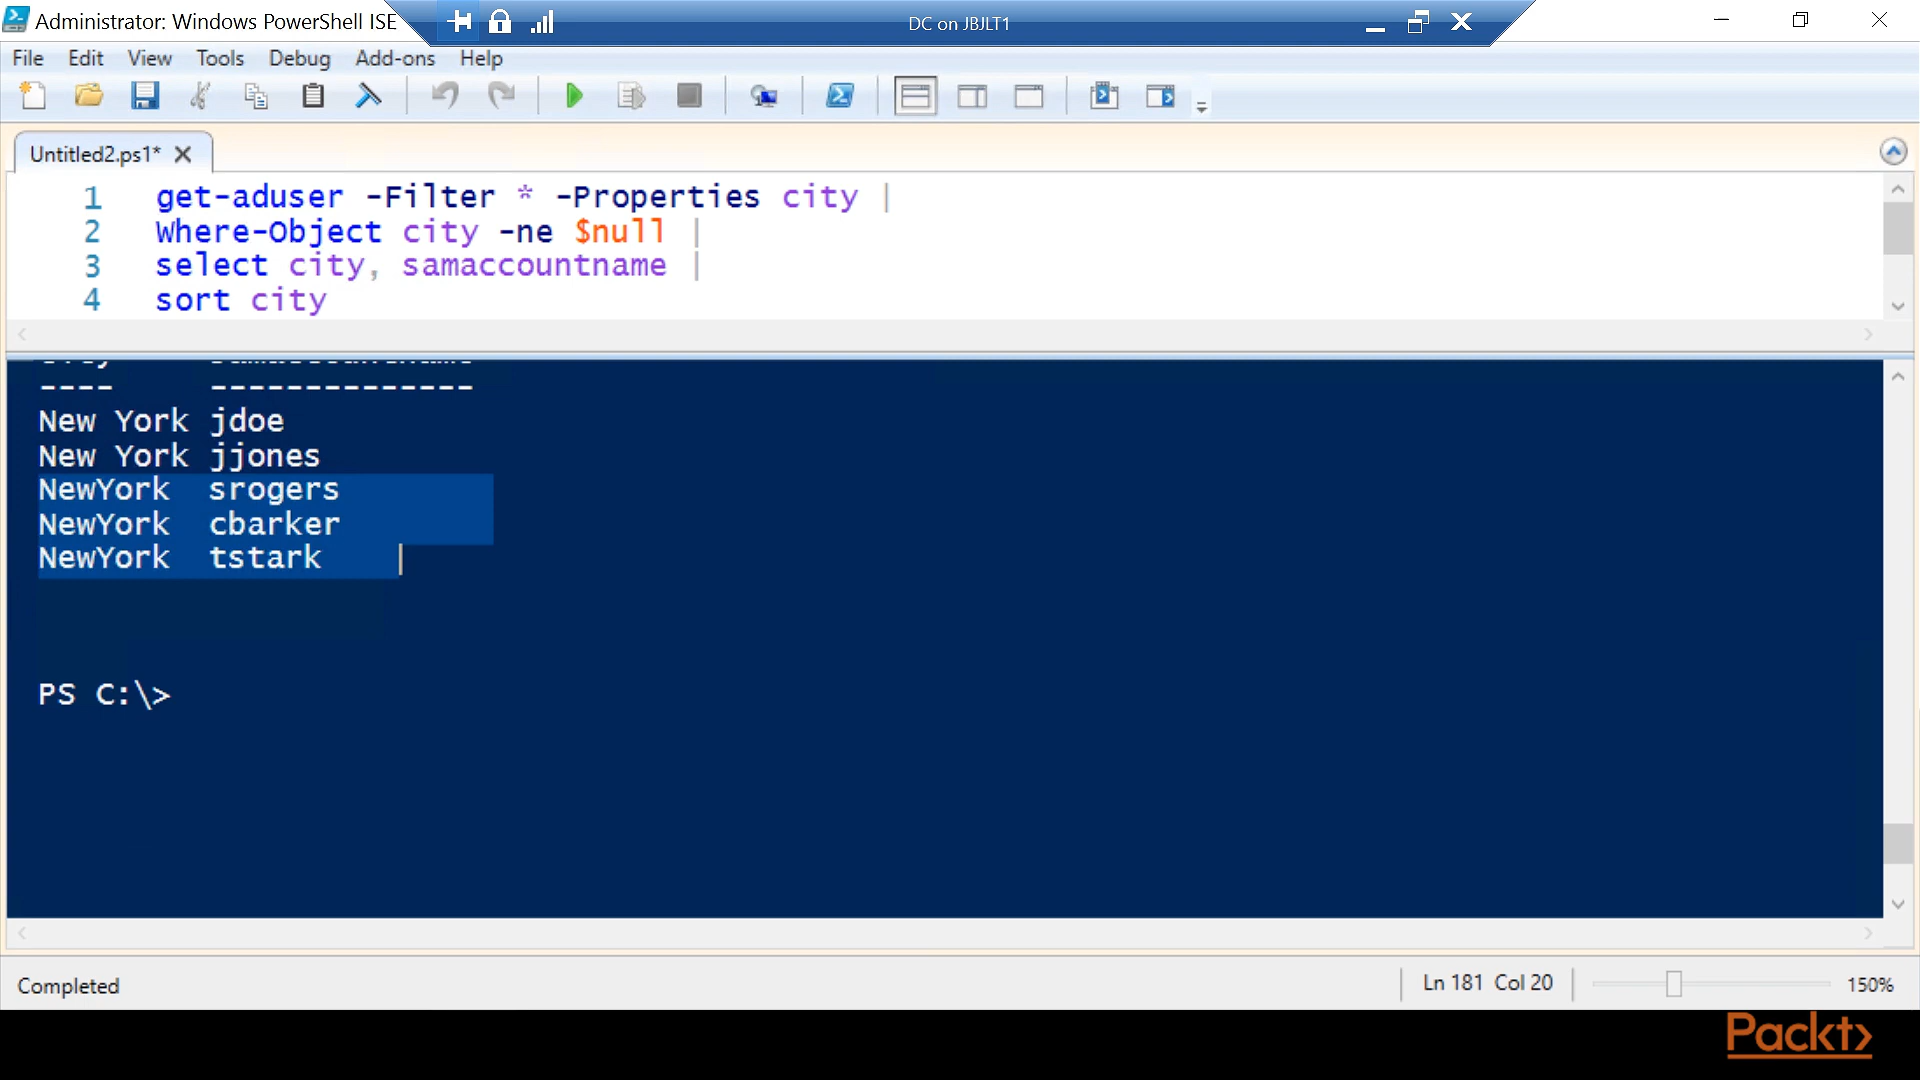 Administrator: Windows PowerShell ISE
DC on JBJLT1
File Edit View Tools Debug Add-ons Help
Untitled2.ps1* X
1 get-aduser -Filter * -Properties city |
2 Where-Object city -ne $null |
3 select city, samaccountname |
4 sort city
---- --------------
New York jdoe
New York jjones
NewYork srogers
NewYork cbarker
NewYork tstark
PS C:\>
Completed
Ln 181 Col 20
150%
Packt>